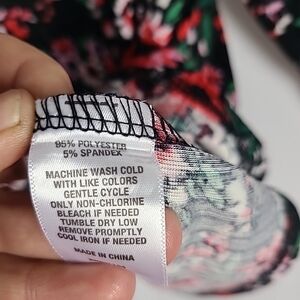 95% POLYESTER
5% SPANDEX
MACHINE WASH COLD
WITH LIKE COLORS
GENTLE CYCLE
ONLY NON-CHLORINE
BLEACH IF NEEDED
TUMBLE DRY LOW
REMOVE PROMPTLY
COOL IRON IF NEEDED
MADE IN CHINA